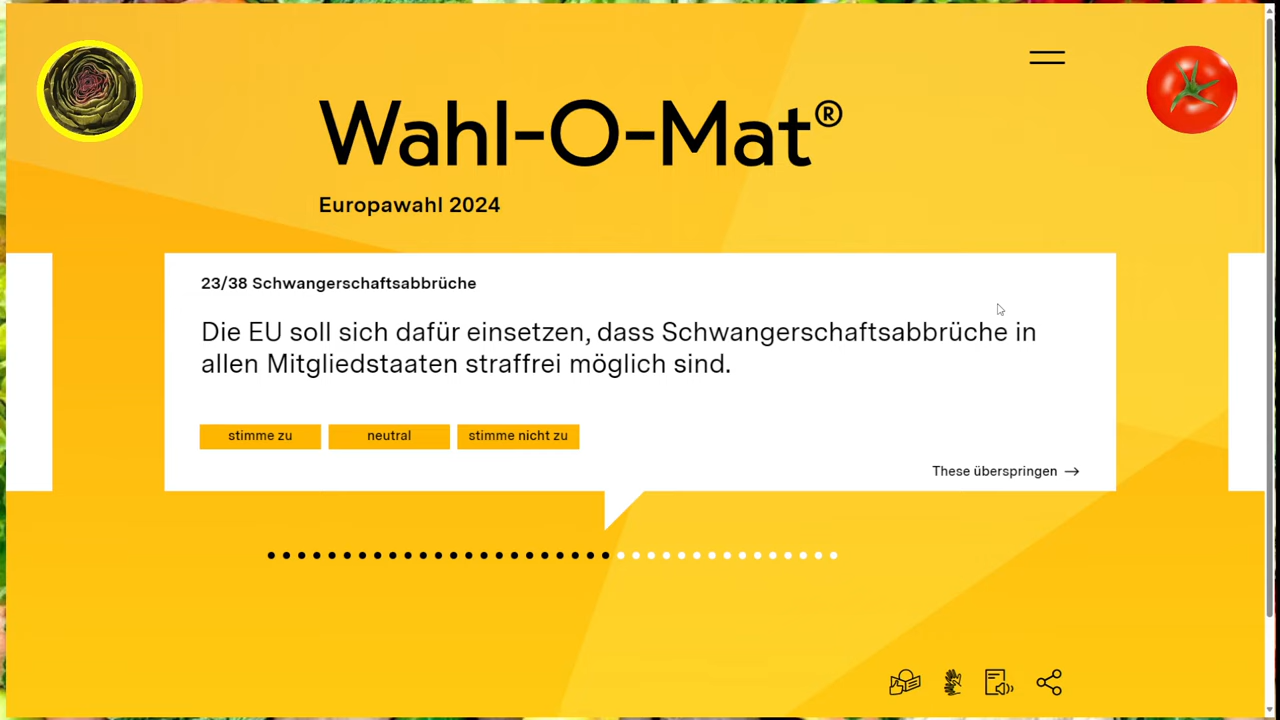 Wahl-O-Mat®
Europawahl 2024
23/38 Schwangerschaftsabbrüche
Die EU soll sich dafür einsetzen, dass Schwangerschaftsabbrüche in
allen Mitgliedstaaten straffrei möglich sind.
stimme zu
neutral
stimme nicht zu
These überspringen →